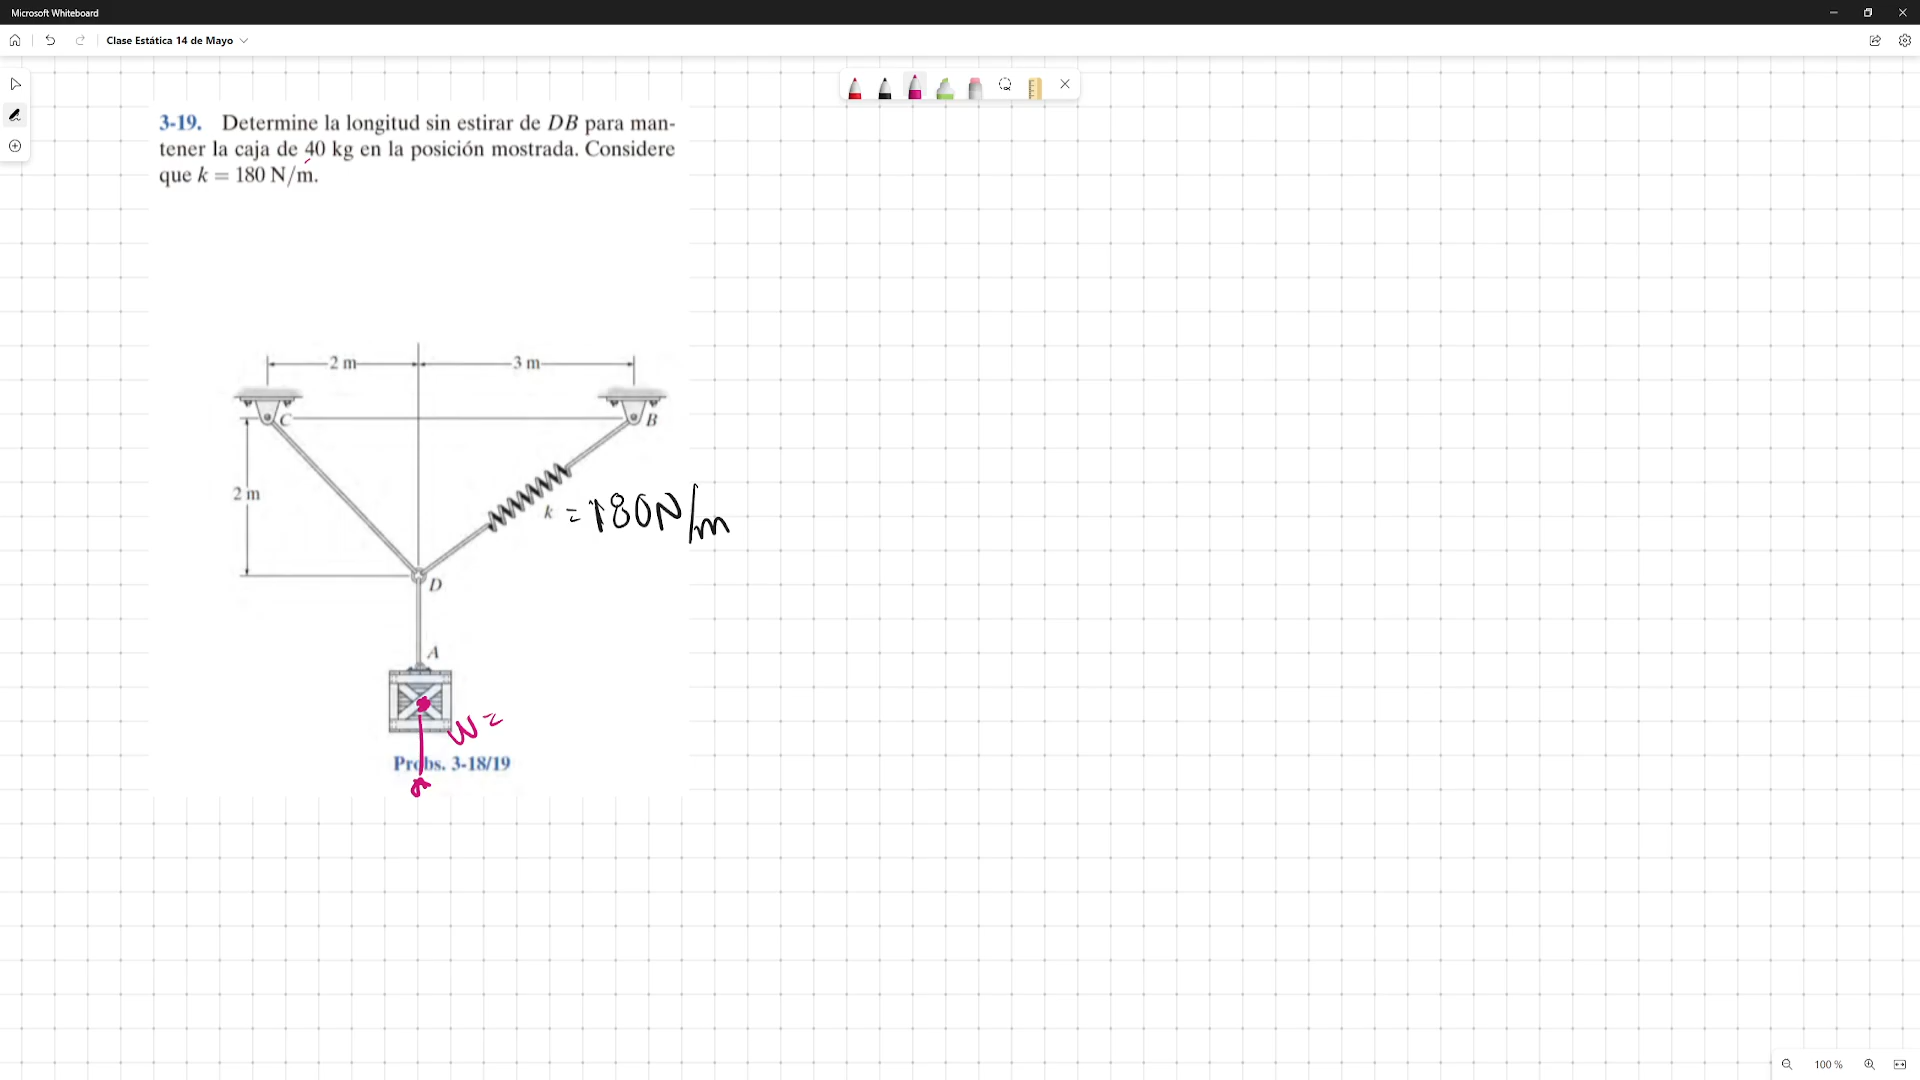 Microsoft Whiteboard
Clase Estática 14 de Mayo
3-19. Determine la longitud sin estirar de DB para man-
tener la caja de 40 kg en la posición mostrada. Considere
que k = 180 N/m.
2 m
3 m
C
B
2 m
k = 180N/m
D
A
W =
Probs. 3-18/19
100 %